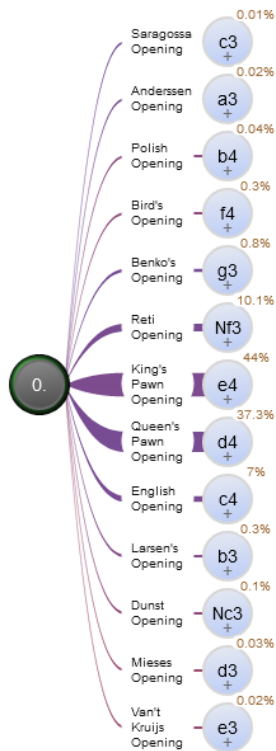 0.01%
Saragossa
Opening
c3
+
0.02%
Anderssen
Opening
a3
+
0.04%
Polish
Opening
b4
+
0.3%
Bird's
Opening
f4
+
0.8%
Benko's
Opening
g3
+
10.1%
Reti
Opening
Nf3
+
44%
King's
Pawn
Opening
e4
+
0.
37.3%
Queen's
Pawn
Opening
d4
+
7%
English
Opening
c4
+
0.3%
Larsen's
Opening
b3
+
0.1%
Dunst
Opening
Nc3
+
0.03%
Mieses
Opening
d3
+
0.02%
Van't
Kruijs
Opening
e3
+